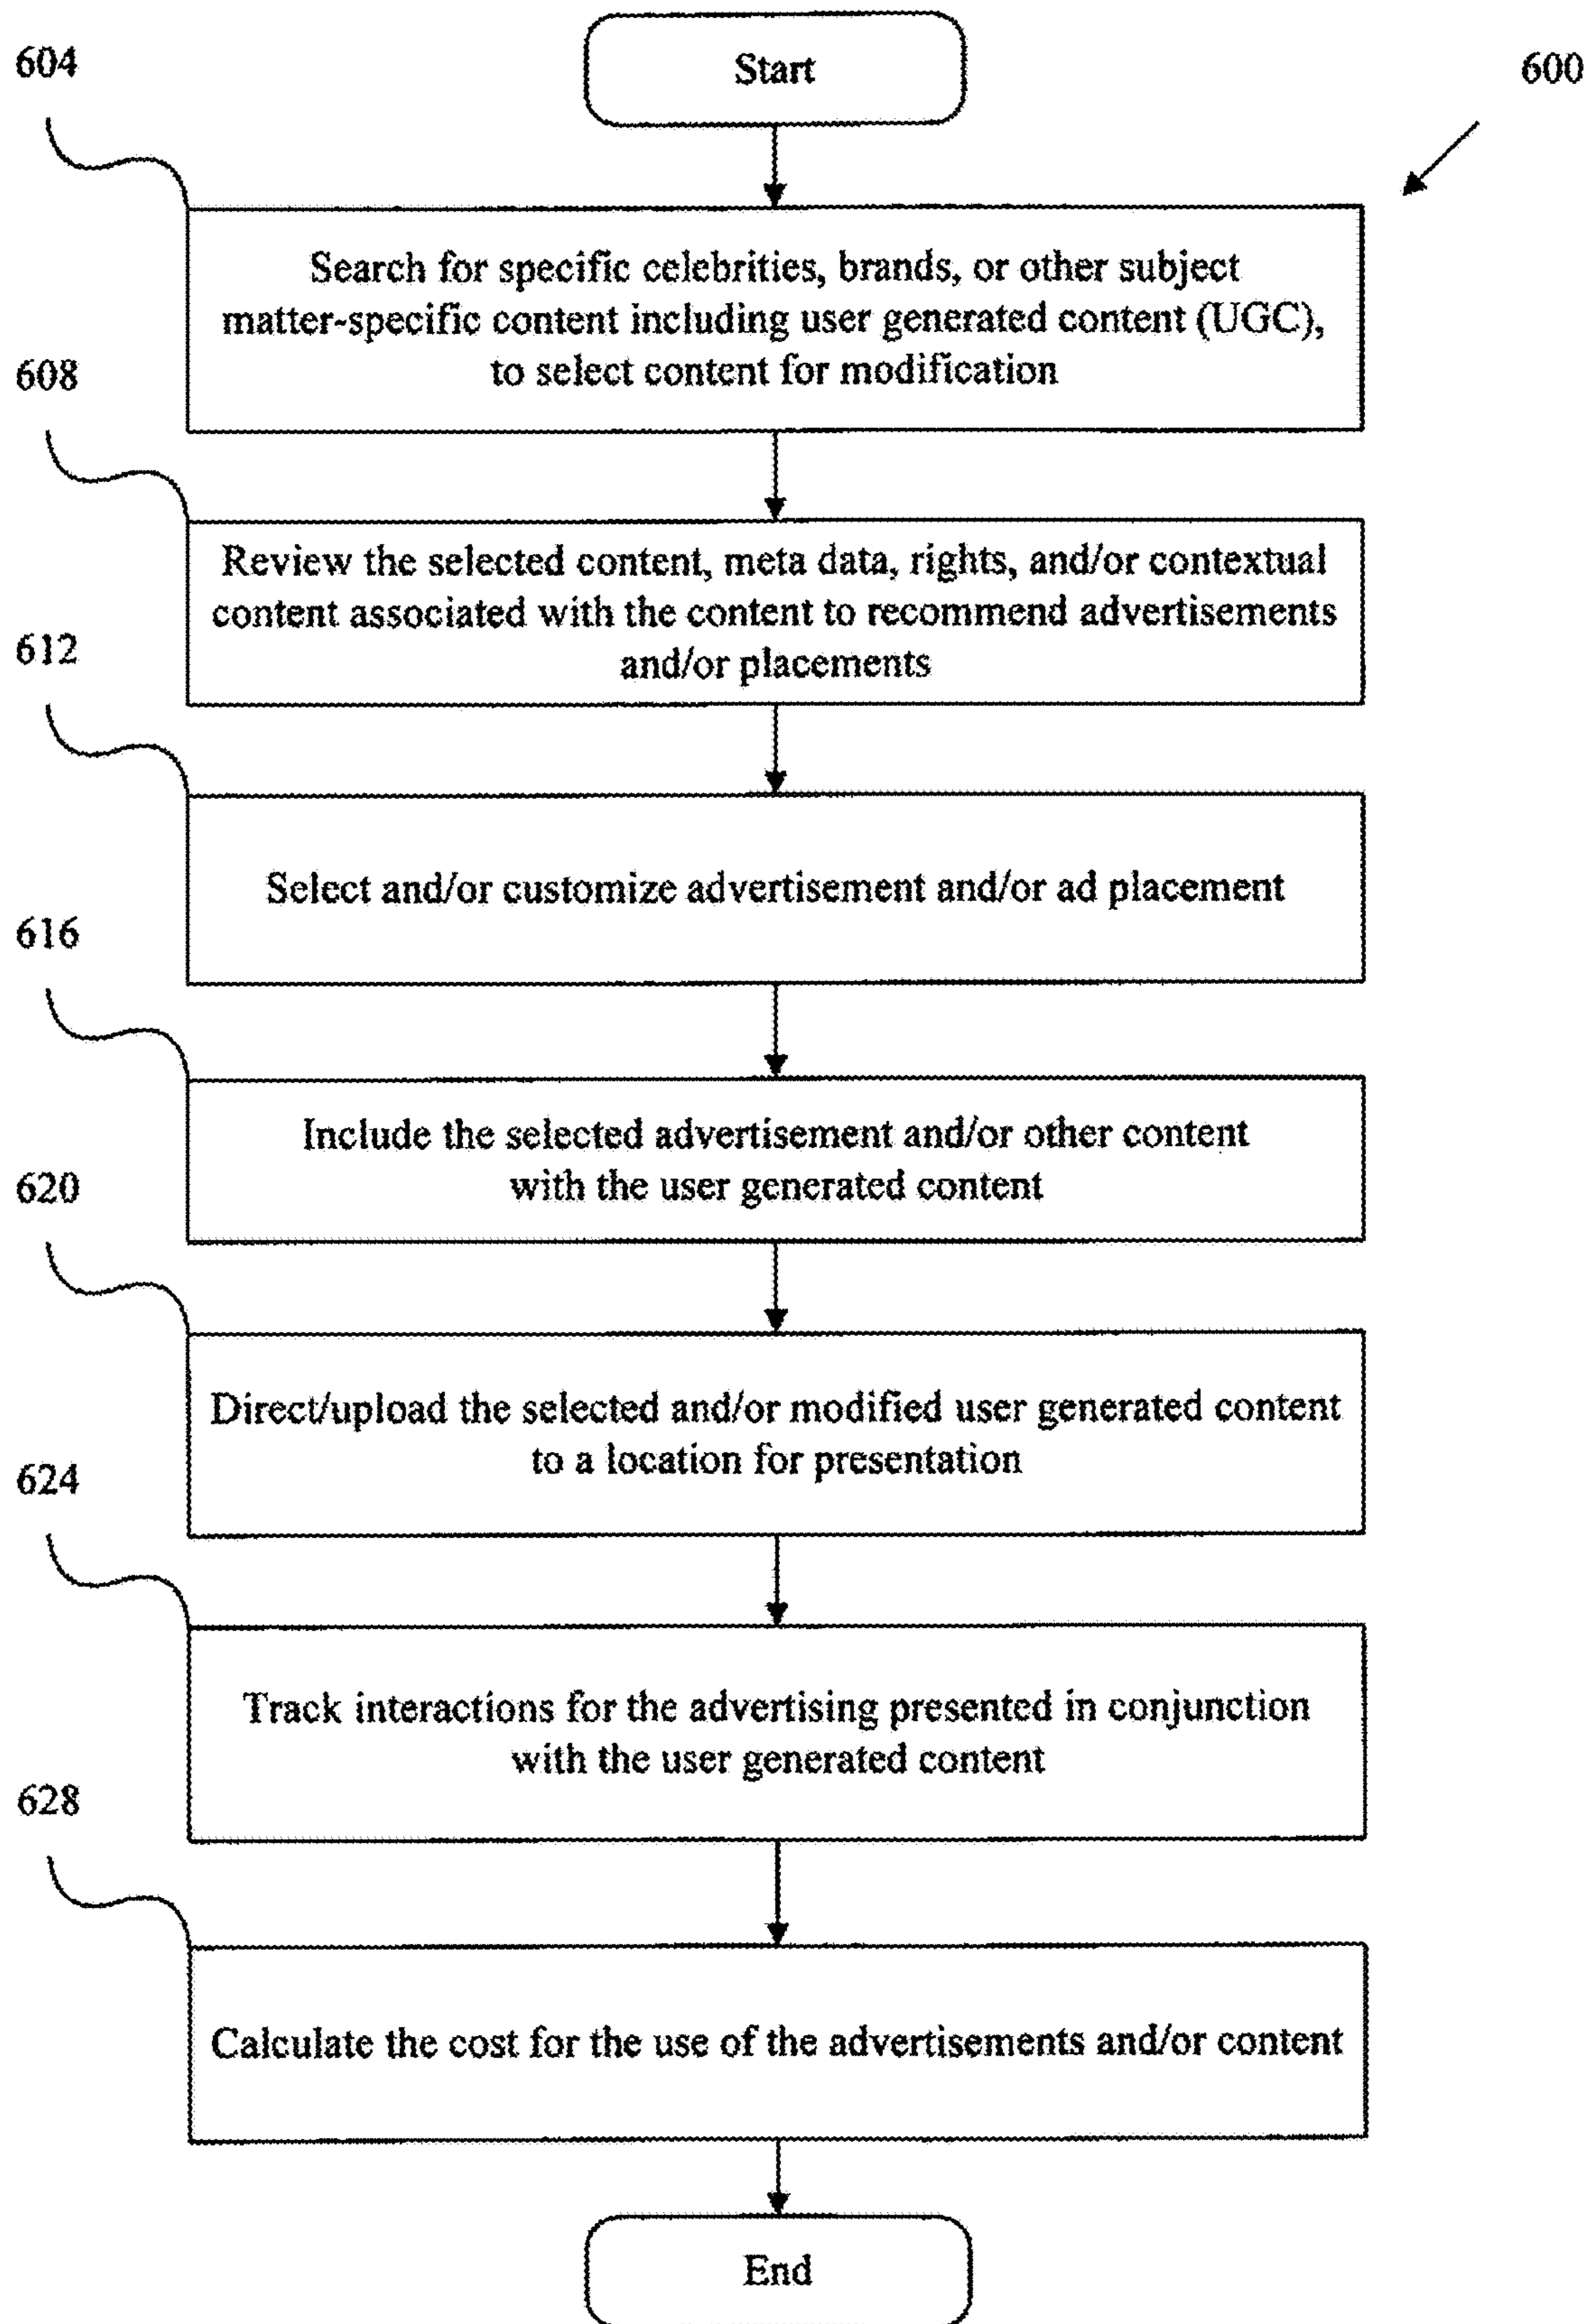 604
Start
600
Search for specific celebrities, brands, or other subject
matter-specific content including user generated content (UGC),
to select content for modification
608
Review the selected content, meta data, rights, and/or contextual
content associated with the content to recommend advertisements
and/or placements
612
Select and/or customize advertisement and/or ad placement
616
Include the selected advertisement and/or other content
with the user generated content
620
Direct/upload the selected and/or modified user generated content
to a location for presentation
624
Track interactions for the advertising presented in conjunction
with the user generated content
628
Calculate the cost for the use of the advertisements and/or content
End